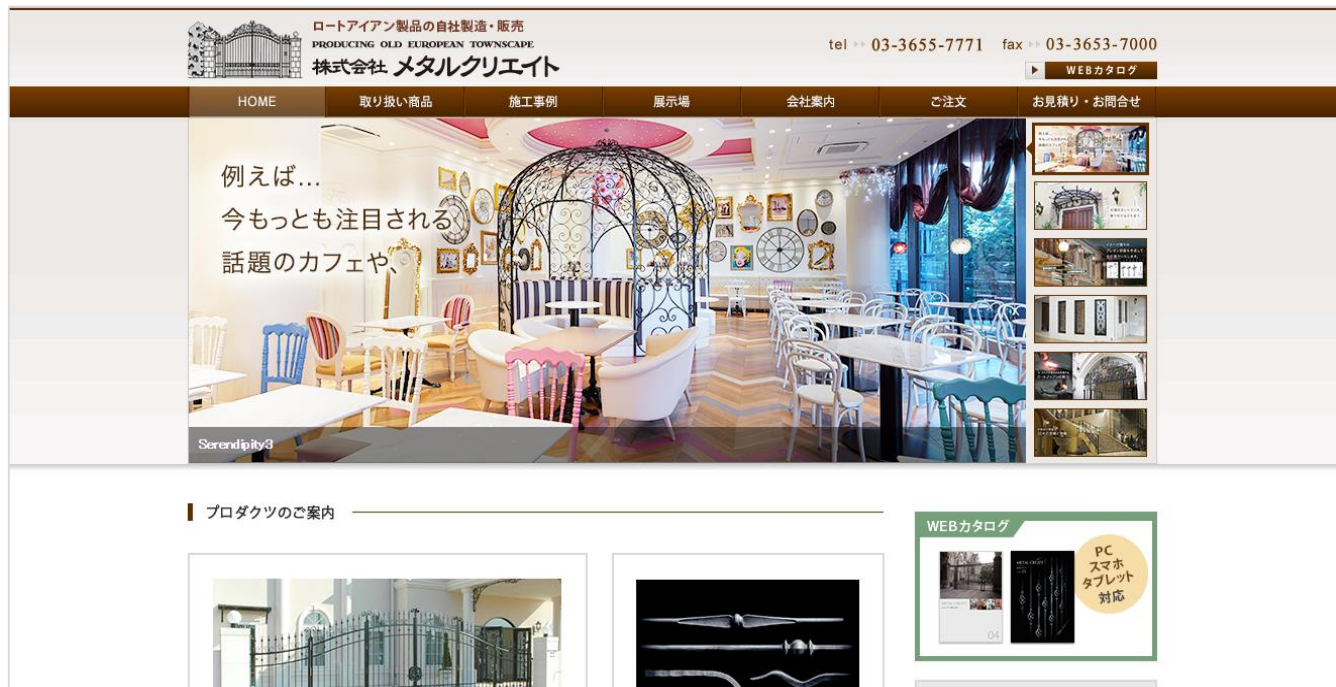 ロートアイアン製品の自社製造・販売
PRODUCING OLD EUROPEAN TOWNSCAPE
株式会社 メタルクリエイト
tel 03-3655-7771 fax 03-3653-7000
WEBカタログ
HOME 取り扱い商品 施工事例 展示場 会社案内 ご注文 お見積り・お問合せ
例えば...
今もっとも注目される
話題のカフェや、
Serendipity3
プロダクツのご案内
WEBカタログ
PC
スマホ
タブレット
対応
METAL CREATE
04